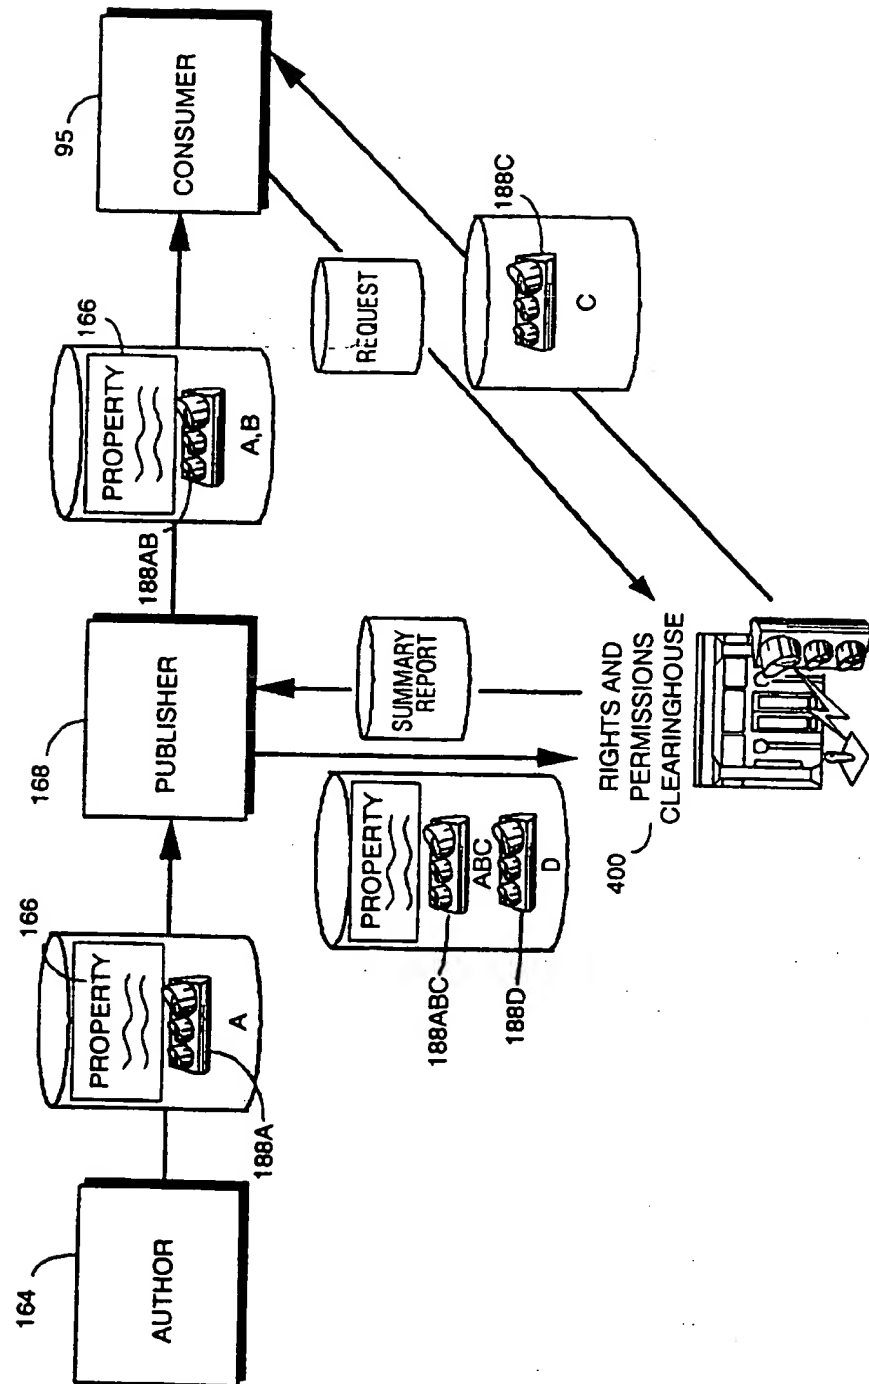 164
AUTHOR
166
PROPERTY
A
188A
168
PUBLISHER
188AB
166
PROPERTY
A,B
95
CONSUMER
PROPERTY
ABC
D
188ABC
188D
SUMMARY
REPORT
REQUEST
188C
C
400
RIGHTS AND
PERMISSIONS
CLEARINGHOUSE